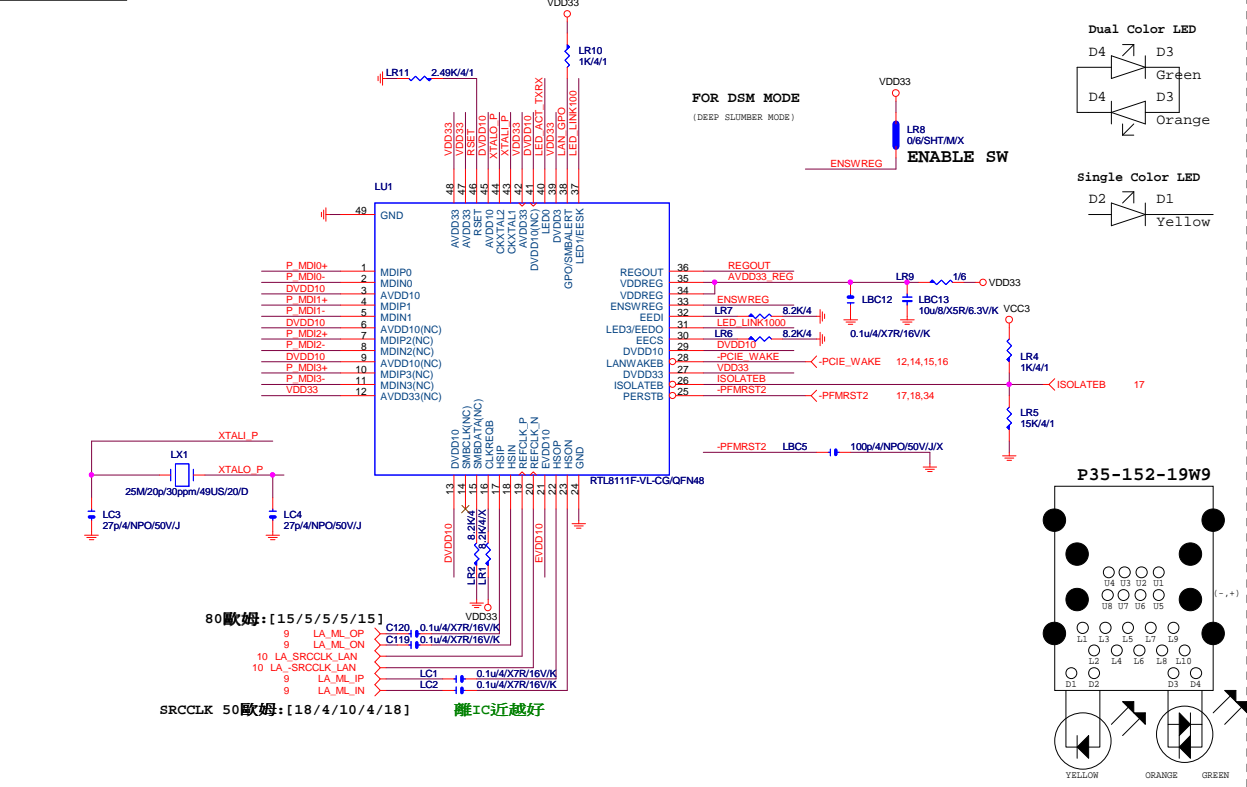 VDD33
LR10
1K/4/1
LR11 2.49K/4/1
VDD33
VDD33
RSET
DVDD10
XTALO_P
XTALI_P
VDD33
DVDD10
LED_ACT_TXRX
VDD33
LAN_GPO
LED_LINK100
48
47
46
45
44
43
42
41
40
39
38
37
LU1
AVDD33
AVDD33
RSET
AVDD10
CKXTAL2
CKXTAL1
AVDD33
DVDD10(NC)
LED0
DVDD3
GPO/SMBALERT
LED1/EESK
49 GND
P_MDI0+ 1 MDIP0
P_MDI0- 2 MDIN0
DVDD10 3 AVDD10
P_MDI1+ 4 MDIP1
P_MDI1- 5 MDIN1
DVDD10 6 AVDD10(NC)
P_MDI2+ 7 MDIP2(NC)
P_MDI2- 8 MDIN2(NC)
DVDD10 9 AVDD10(NC)
P_MDI3+ 10 MDIP3(NC)
P_MDI3- 11 MDIN3(NC)
VDD33 12 AVDD33(NC)
REGOUT 36 REGOUT
VDDREG 35 AVDD33_REG
VDDREG 34
ENSWREG 33 ENSWREG
EEDI 32 LR7 8.2K/4
LED3/EEDO 31 LED_LINK1000
EECS 30 LR6 8.2K/4
DVDD10 29 DVDD10
LANWAKEB 28 -PCIE_WAKE -PCIE_WAKE 12,14,15,16
DVDD33 27 VDD33
ISOLATEB 26 ISOLATEB ISOLATEB 17
PERSTB 25 -PFMRST2 -PFMRST2 17,18,34
LR9 1/6 VDD33
LBC12
0.1u/4/X7R/16V/K
LBC13
10u/8/X5R/6.3V/K
VCC3
LR4
1K/4/1
LR5
15K/4/1
-PFMRST2 LBC5 100p/4/NPO/50V/J/X
DVDD10
SMBCLK(NC)
SMBDATA(NC)
CLKREQB
HSIP
HSIN
REFCLK_P
REFCLK_N
EVDD10
HSOP
HSON
GND
RTL8111F-VL-CG/QFN48
13
14
15
16
17
18
19
20
21
22
23
24
DVDD10
LR2 8.2K/4
LR1 8.2K/4/X
EVDD10
VDD33
XTALI_P
LX1
XTALO_P
25M/20p/30ppm/49US/20/D
LC3
27p/4/NPO/50V/J
LC4
27p/4/NPO/50V/J
80歐姆:[15/5/5/5/15]
9 LA_ML_OP C120 0.1u/4/X7R/16V/K
9 LA_ML_ON C119 0.1u/4/X7R/16V/K
10 LA_SRCCLK_LAN
10 LA_-SRCCLK_LAN
9 LA_ML_IP LC1 0.1u/4/X7R/16V/K
9 LA_ML_IN LC2 0.1u/4/X7R/16V/K
SRCCLK 50歐姆:[18/4/10/4/18] 離IC近越好
FOR DSM MODE
(DEEP SLUMBER MODE)
VDD33
LR8
0/6/SHT/M/X
ENABLE SW
ENSWREG
Dual Color LED
D4 D3
Green
D4 D3
Orange
Single Color LED
D2 D1
Yellow
P35-152-19W9
U4 U3 U2 U1
(-,+)
U8 U7 U6 U5
L1 L3 L5 L7 L9
L2 L4 L6 L8 L10
D1 D2 D3 D4
YELLOW ORANGE GREEN